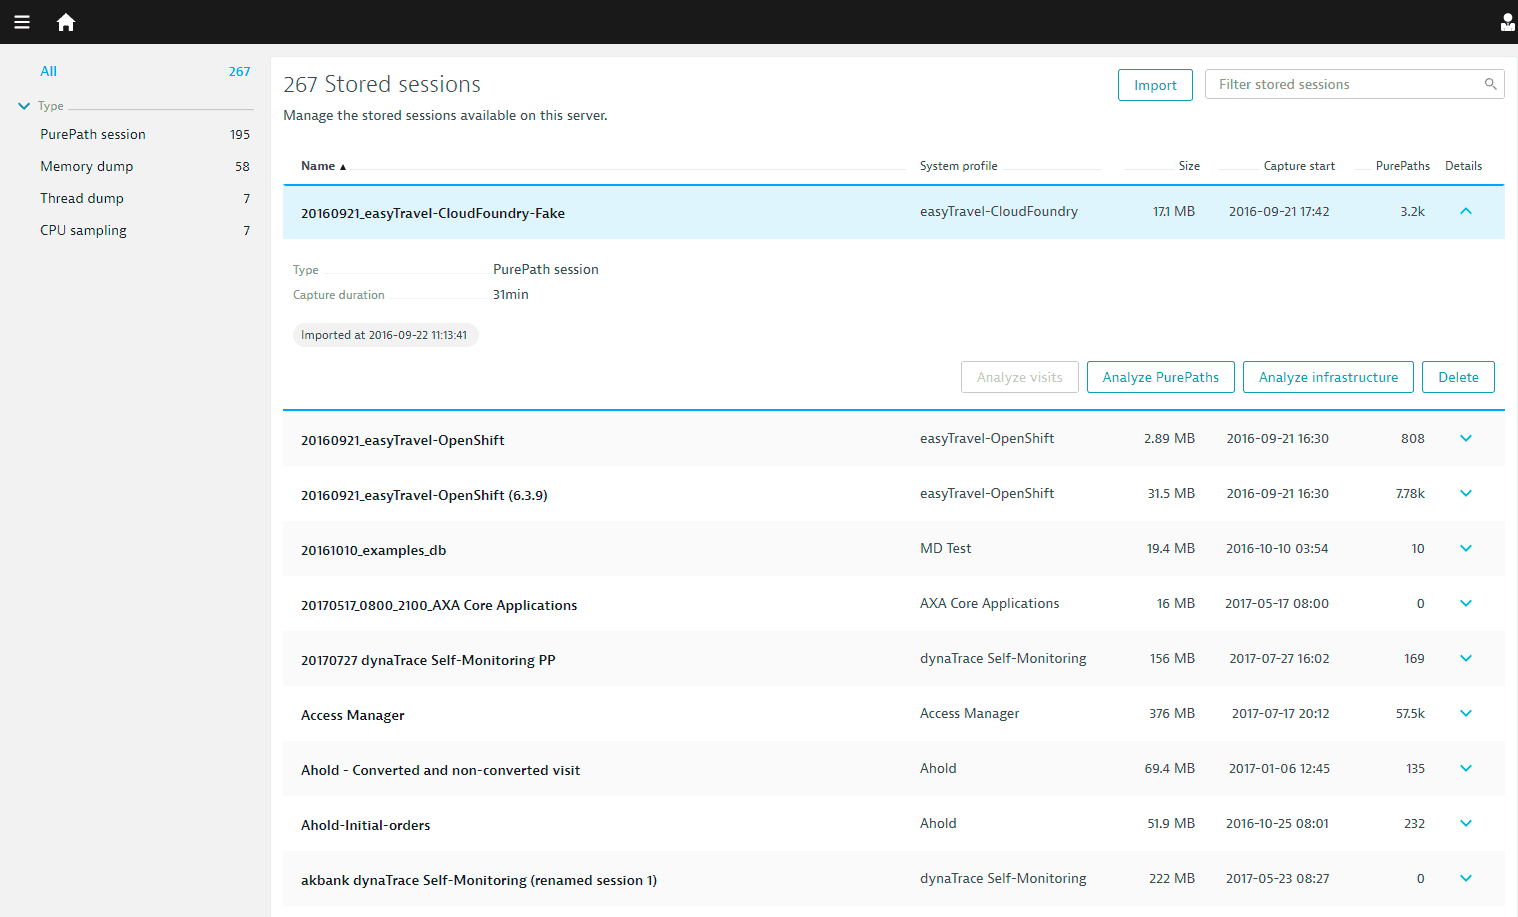 All 267
Type
PurePath session 195
Memory dump 58
Thread dump 7
CPU sampling 7
267 Stored sessions
Import
Filter stored sessions
Manage the stored sessions available on this server.
Name ▲ System profile Size Capture start PurePaths Details
20160921_easyTravel-CloudFoundry-Fake easyTravel-CloudFoundry 17.1 MB 2016-09-21 17:42 3.2k
Type PurePath session
Capture duration 31min
Imported at 2016-09-22 11:13:41
Analyze visits Analyze PurePaths Analyze infrastructure Delete
20160921_easyTravel-OpenShift easyTravel-OpenShift 2.89 MB 2016-09-21 16:30 808
20160921_easyTravel-OpenShift (6.3.9) easyTravel-OpenShift 31.5 MB 2016-09-21 16:30 7.78k
20161010_examples_db MD Test 19.4 MB 2016-10-10 03:54 10
20170517_0800_2100_AXA Core Applications AXA Core Applications 16 MB 2017-05-17 08:00 0
20170727 dynaTrace Self-Monitoring PP dynaTrace Self-Monitoring 156 MB 2017-07-27 16:02 169
Access Manager Access Manager 376 MB 2017-07-17 20:12 57.5k
Ahold - Converted and non-converted visit Ahold 69.4 MB 2017-01-06 12:45 135
Ahold-Initial-orders Ahold 51.9 MB 2016-10-25 08:01 232
akbank dynaTrace Self-Monitoring (renamed session 1) dynaTrace Self-Monitoring 222 MB 2017-05-23 08:27 0